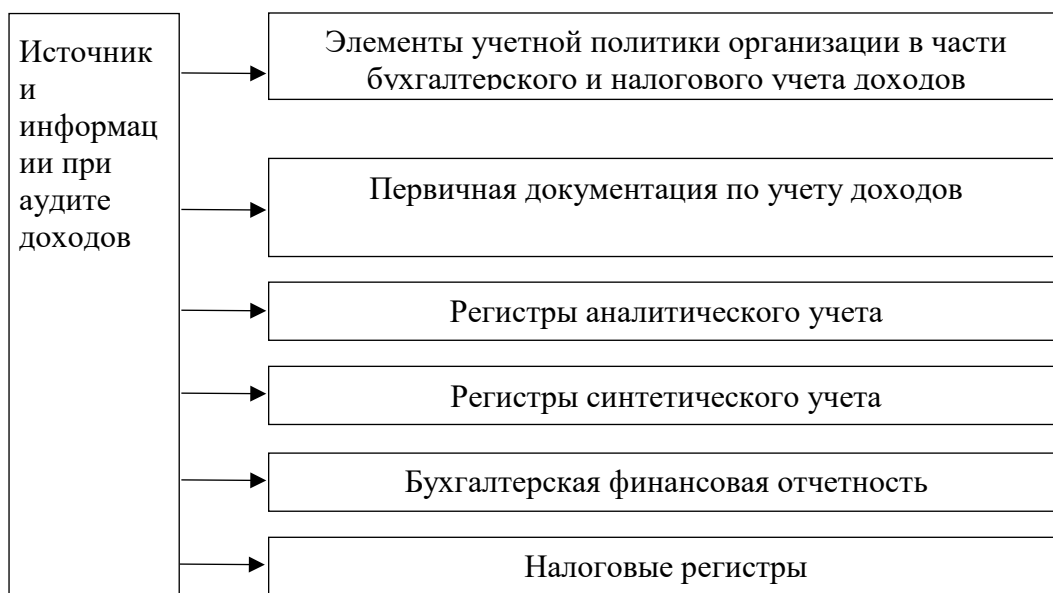 Источник
и
информац
ии при
аудите
доходов
Элементы учетной политики организации в части
бухгалтерского и налогового учета доходов
Первичная документация по учету доходов
Регистры аналитического учета
Регистры синтетического учета
Бухгалтерская финансовая отчетность
Налоговые регистры